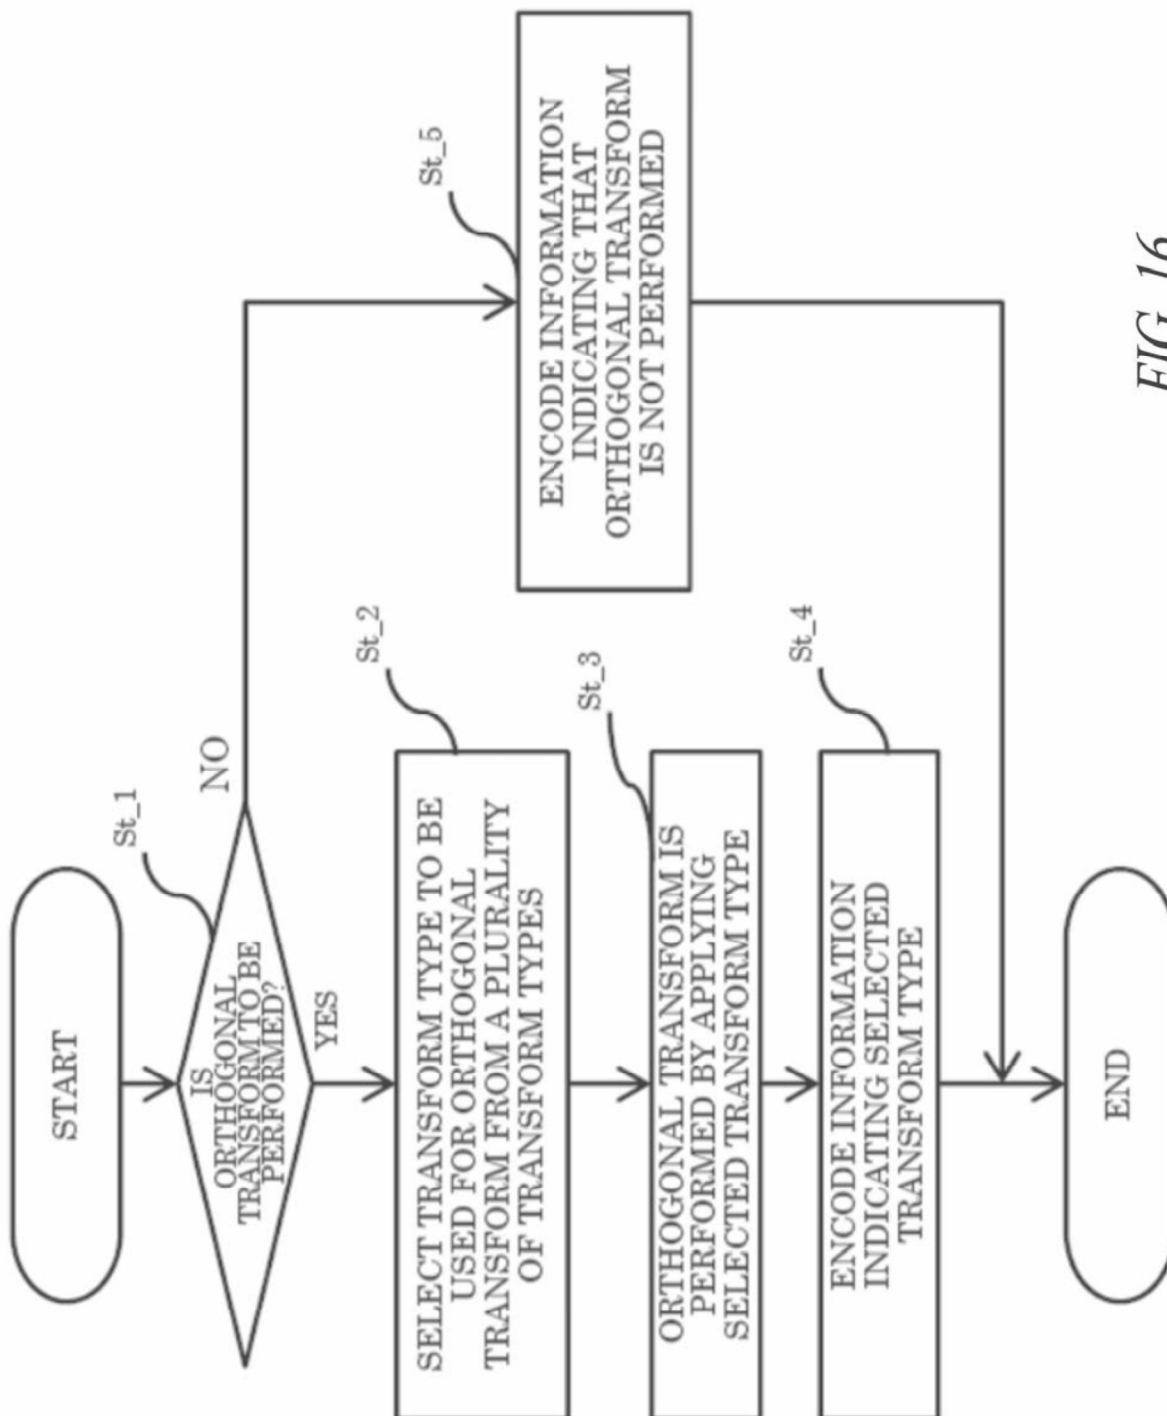 START
St_1
IS
ORTHOGONAL
TRANSFORM TO BE
PERFORMED?
NO
YES
St_2
SELECT TRANSFORM TYPE TO BE
USED FOR ORTHOGONAL
TRANSFORM FROM A PLURALITY
OF TRANSFORM TYPES
St_3
ORTHOGONAL TRANSFORM IS
PERFORMED BY APPLYING
SELECTED TRANSFORM TYPE
St_4
ENCODE INFORMATION
INDICATING SELECTED
TRANSFORM TYPE
St_5
ENCODE INFORMATION
INDICATING THAT
ORTHOGONAL TRANSFORM
IS NOT PERFORMED
END
FIG. 16